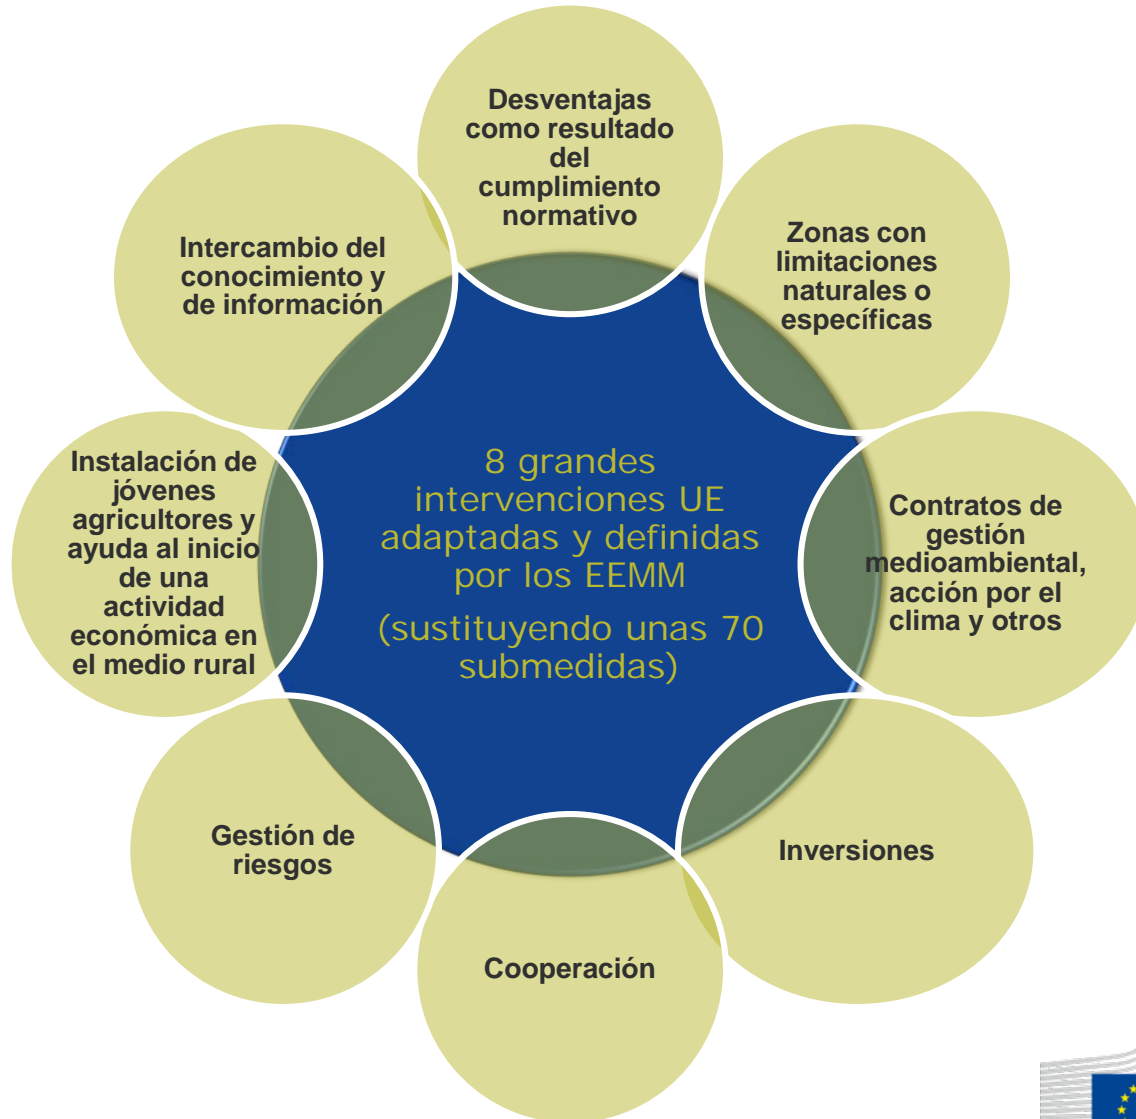 Desventajas
como resultado
del
cumplimiento
normativo
Zonas con
limitaciones
naturales o
específicas
Contratos de
gestión
medioambiental,
acción por el
clima y otros
Inversiones
Cooperación
Gestión de
riesgos
Instalación de
jóvenes
agricultores y
ayuda al inicio
de una
actividad
económica en
el medio rural
Intercambio del
conocimiento y
de información
8 grandes
intervenciones UE
adaptadas y definidas
por los EEMM
(sustituyendo unas 70
submedidas)